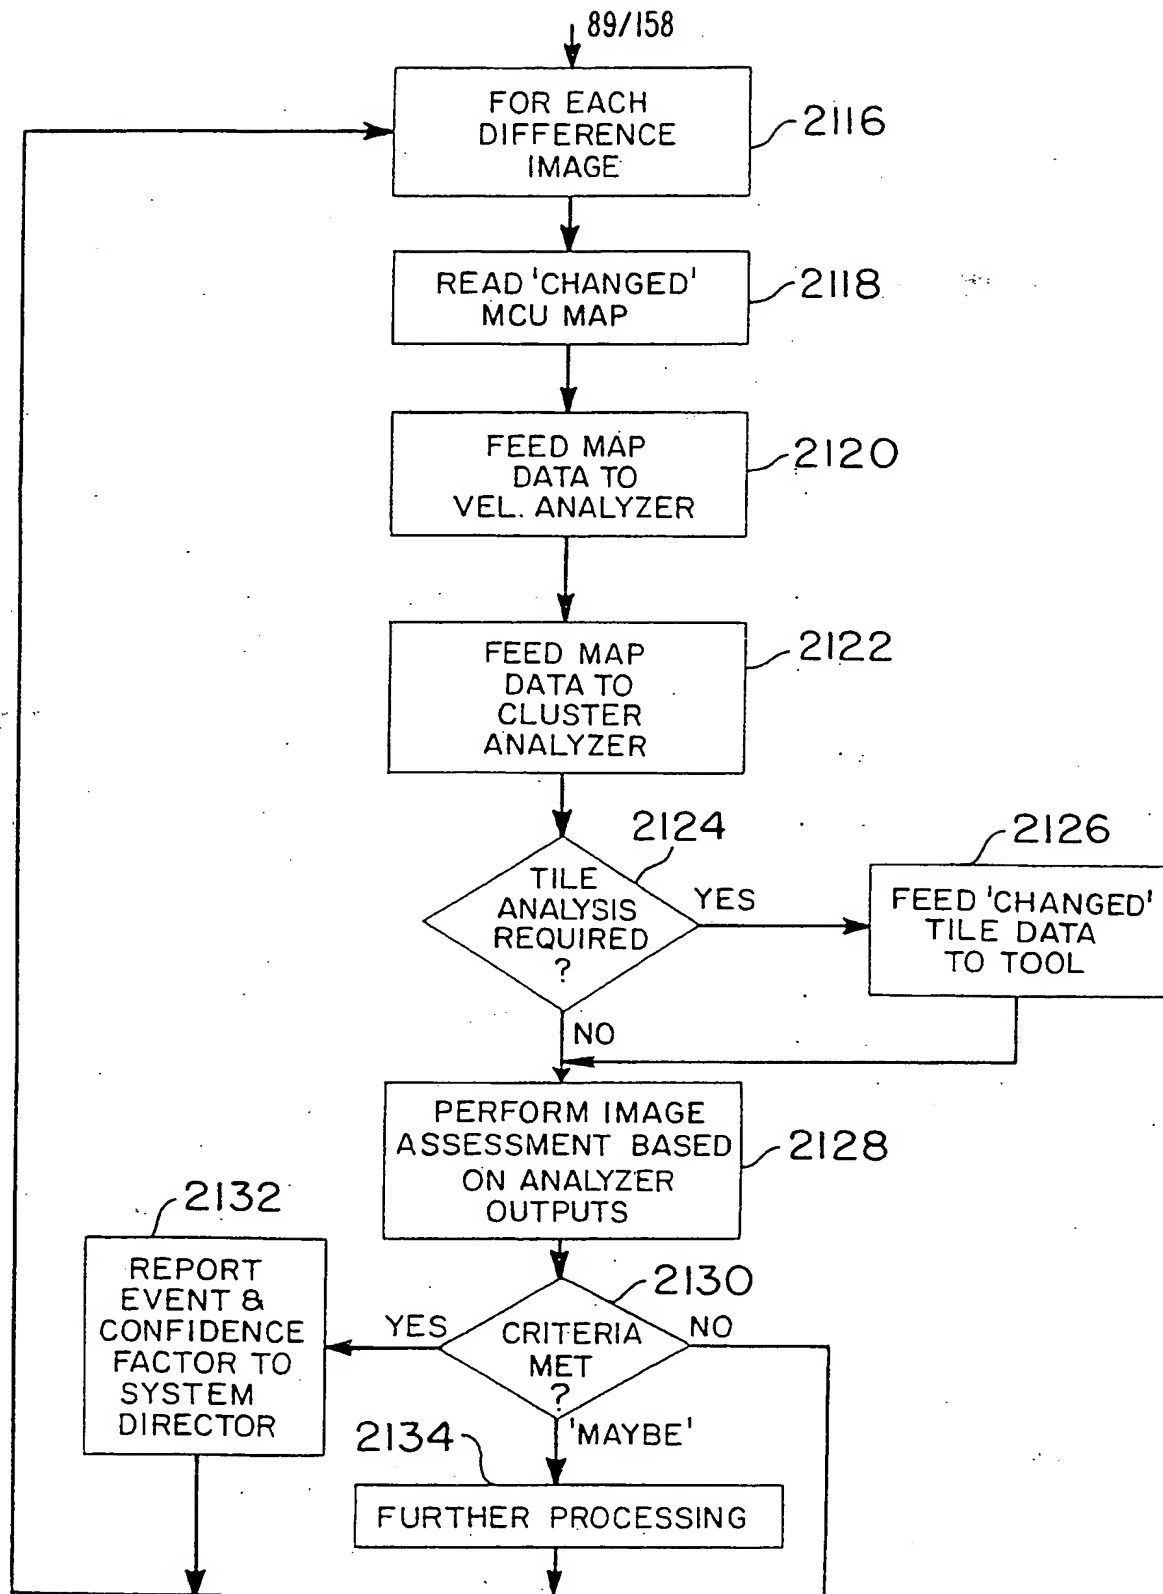 89/158
FOR EACH
DIFFERENCE
IMAGE
2116
READ 'CHANGED'
MCU MAP
2118
FEED MAP
DATA TO
VEL. ANALYZER
2120
FEED MAP
DATA TO
CLUSTER
ANALYZER
2122
TILE
ANALYSIS
REQUIRED
?
2124
YES
NO
FEED 'CHANGED'
TILE DATA
TO TOOL
2126
PERFORM IMAGE
ASSESSMENT BASED
ON ANALYZER
OUTPUTS
2128
CRITERIA
MET
?
2130
YES
NO
'MAYBE'
REPORT
EVENT &
CONFIDENCE
FACTOR TO
SYSTEM
DIRECTOR
2132
2134
FURTHER PROCESSING